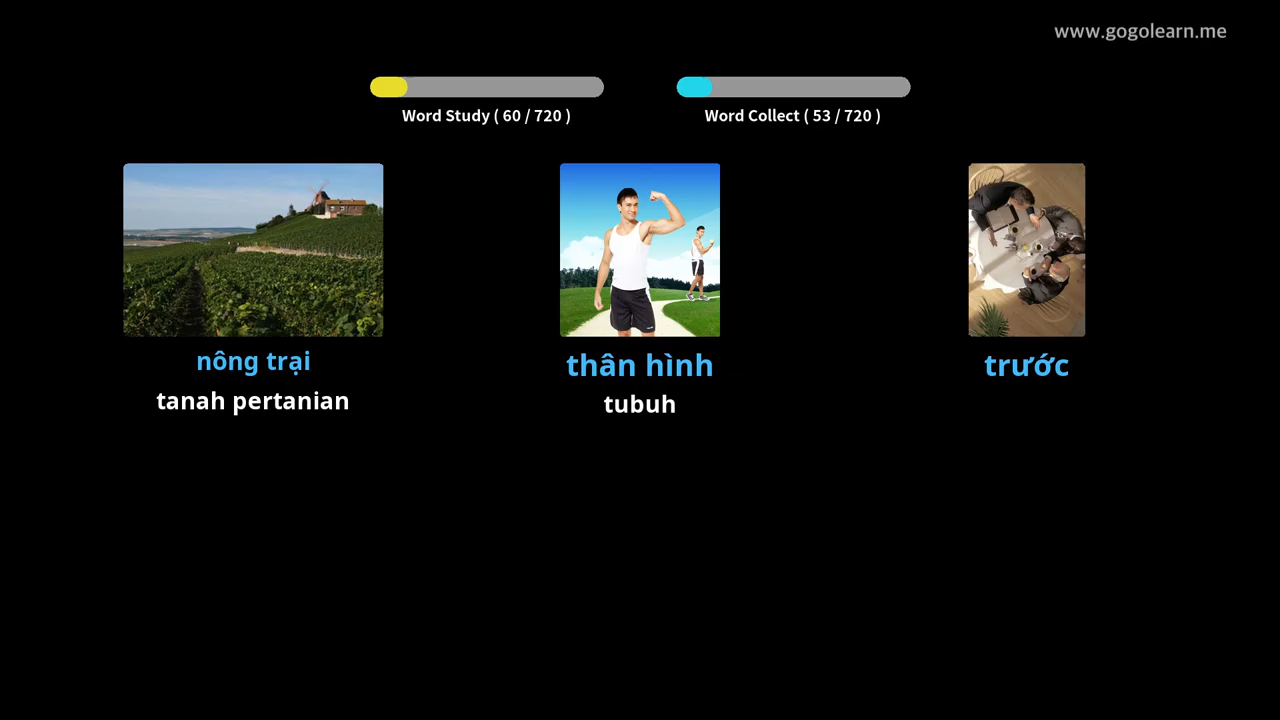 www.gogolearn.me
Word Study ( 60 / 720 )
Word Collect ( 53 / 720 )
nông trại
tanah pertanian
thân hình
tubuh
trước